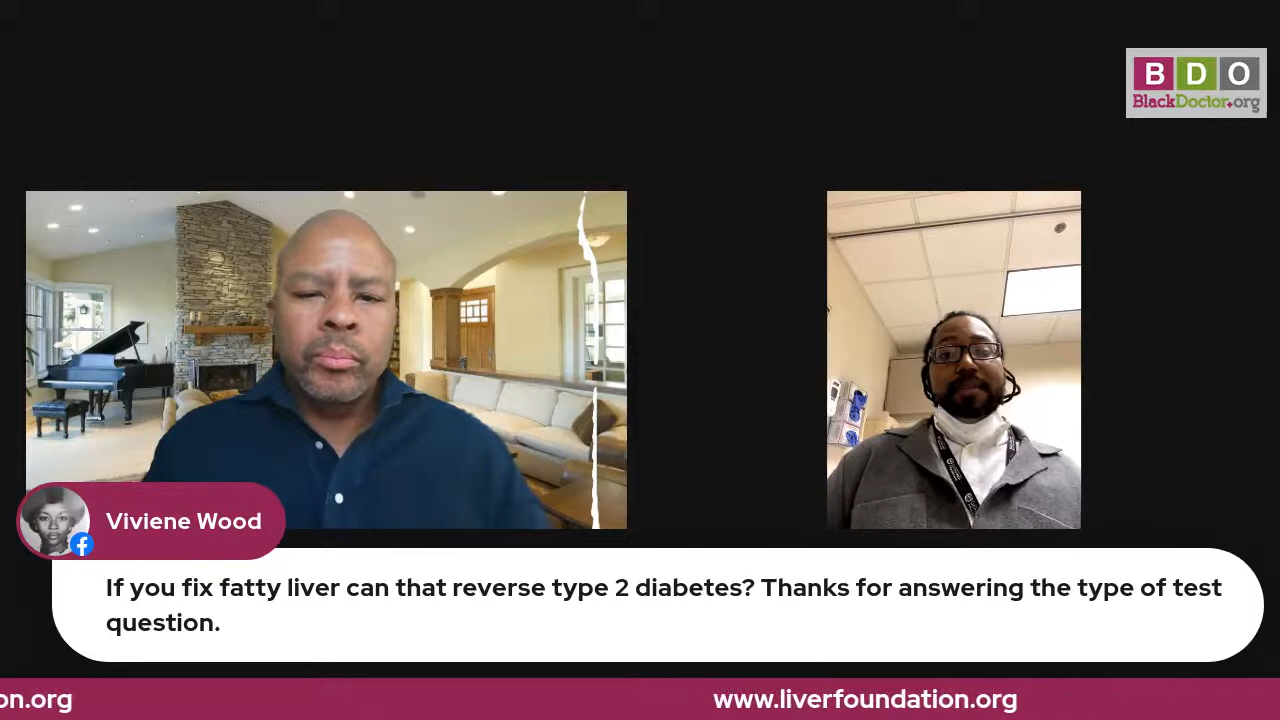 B D O
BlackDoctor.org
Viviene Wood
If you fix fatty liver can that reverse type 2 diabetes? Thanks for answering the type of test
question.
on.org
www.liverfoundation.org